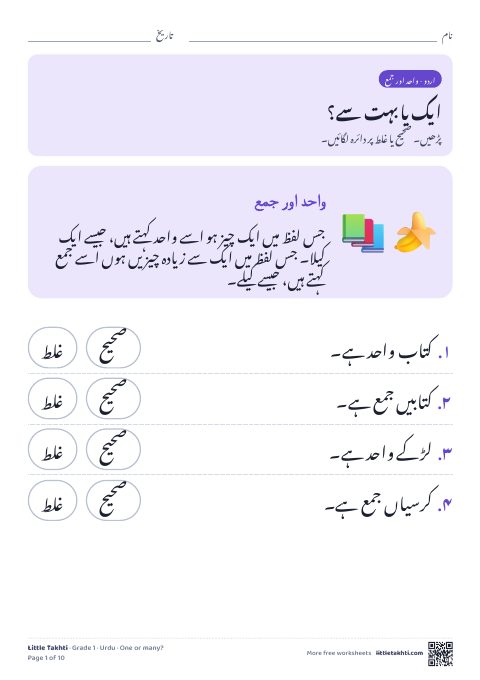 نام تاریخ
اردو · واحد اور جمع
ایک یا بہت سے؟
پڑھیں۔ صحیح یا غلط پر دائرہ لگائیں۔
واحد اور جمع
جس لفظ میں ایک چیز ہو اسے واحد کہتے ہیں، جیسے ایک
کیلا۔ جس لفظ میں ایک سے زیادہ چیزیں ہوں اسے جمع
کہتے ہیں، جیسے کیلے۔
۱. کتاب واحد ہے۔ صحیح غلط
۲. کتابیں جمع ہے۔ صحیح غلط
۳. لڑکے واحد ہے۔ صحیح غلط
۴. کرسیاں جمع ہے۔ صحیح غلط
Little Takhti · Grade 1 · Urdu · One or many?
Page 1 of 10
More free worksheets littletakhti.com